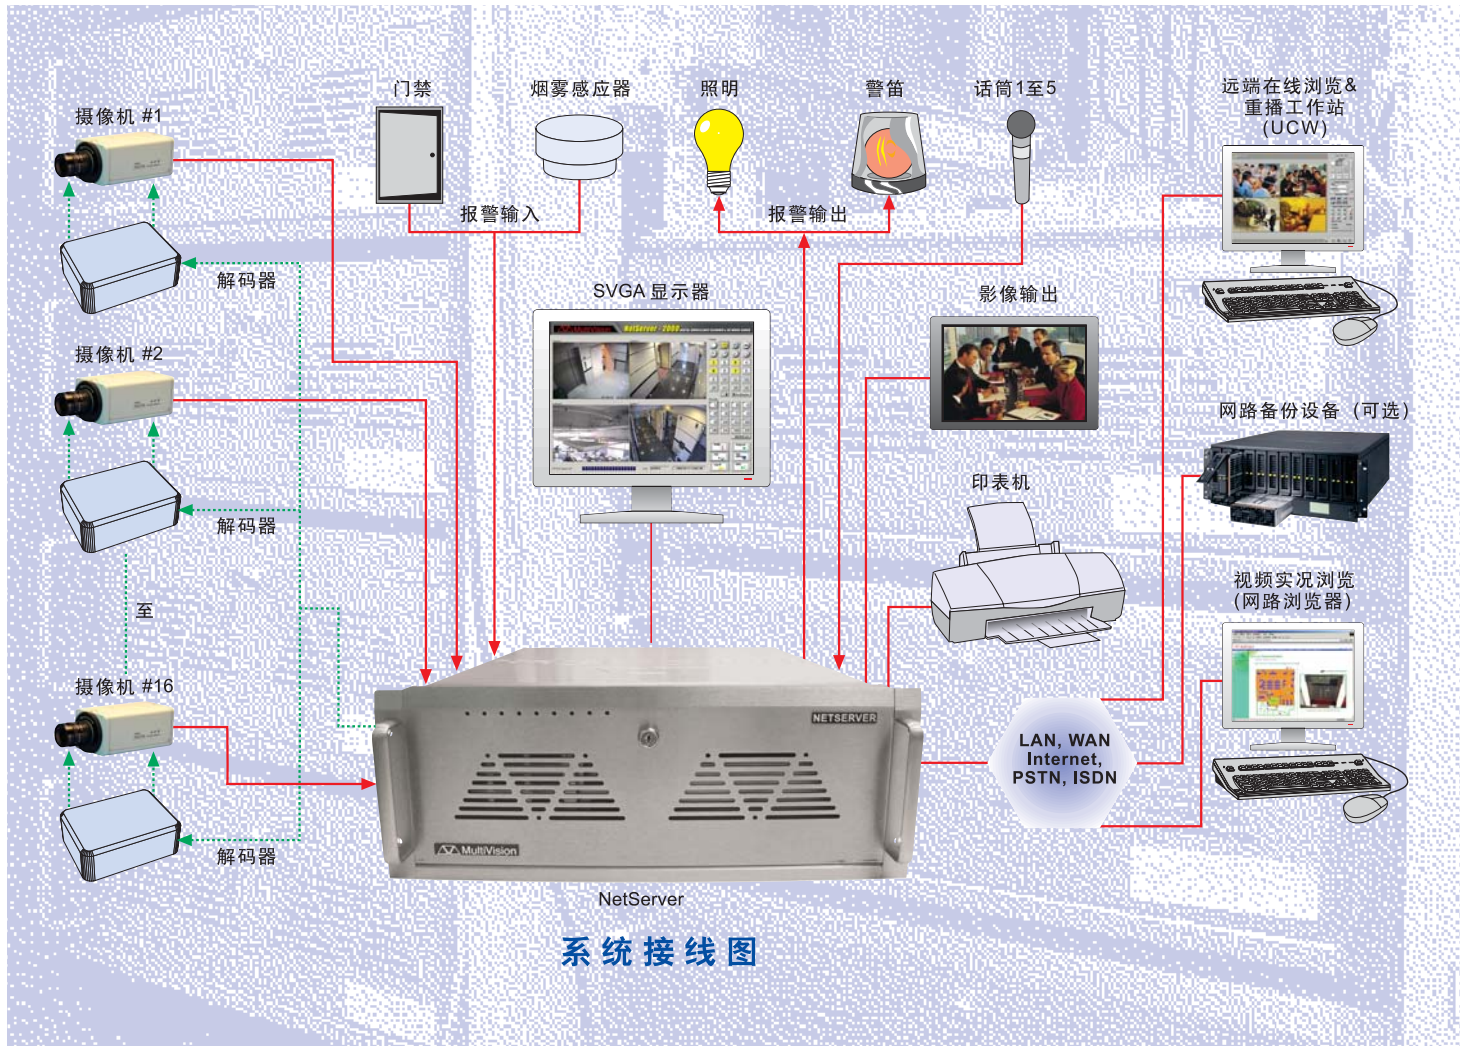 门禁
烟雾感应器
照明
警笛
话筒1至5
远端在线浏览&
重播工作站
(UCW)
摄像机 #1
报警输入
报警输出
解码器
SVGA 显示器
影像输出
NetServer - 2000
摄像机 #2
网路备份设备（可选）
印表机
解码器
视频实况浏览
(网路浏览器)
至
摄像机 #16
NETSERVER
LAN, WAN
Internet,
PSTN, ISDN
解码器
MultiVision
NetServer
系统接线图